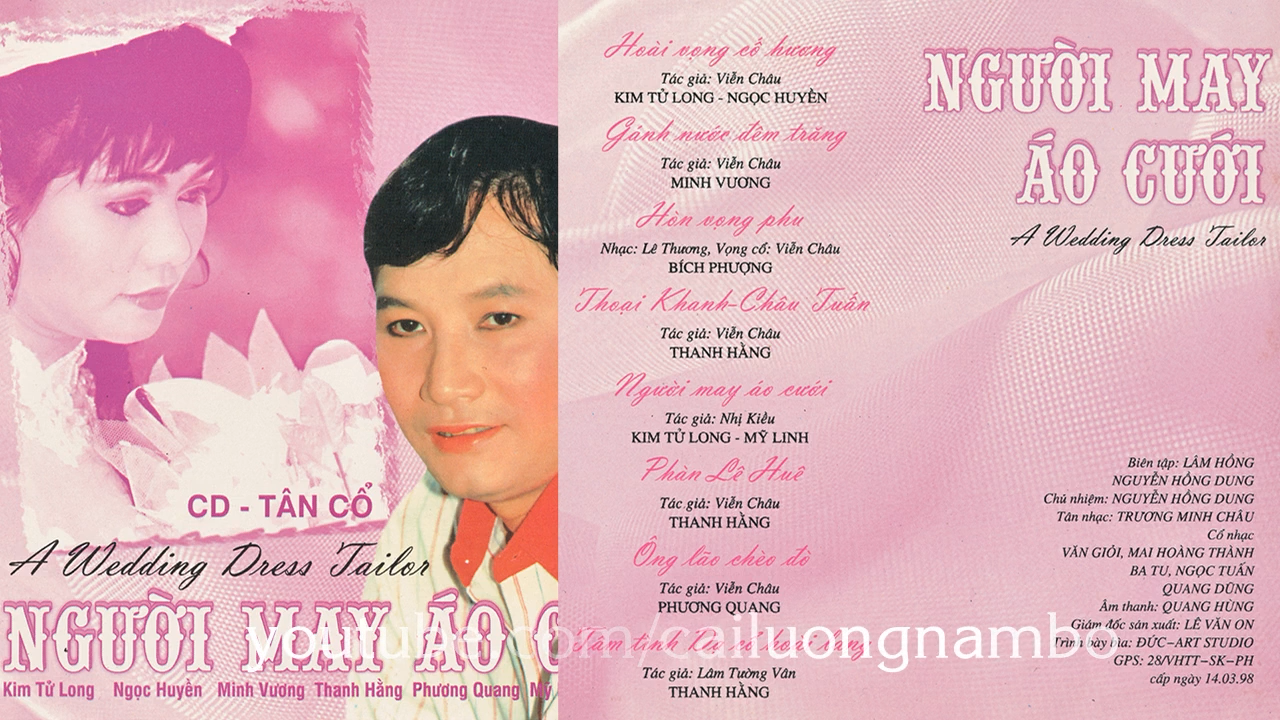 CD - TÂN CỔ
A Wedding Dress Tailor
NGƯỜI MAY ÁO C
Kim Tử Long Ngọc Huyền Minh Vương Thanh Hằng Phương Quang Mỹ
Hoài vọng cố hương
Tác giả: Viễn Châu
KIM TỬ LONG - NGỌC HUYỀN
Gánh nước đêm trăng
Tác giả: Viễn Châu
MINH VƯƠNG
Hòn vọng phu
Nhạc: Lê Thương, Vọng cổ: Viễn Châu
BÍCH PHƯỢNG
Thoại Khanh-Châu Tuấn
Tác giả: Viễn Châu
THANH HẰNG
Người may áo cưới
Tác giả: Nhị Kiều
KIM TỬ LONG - MỸ LINH
Phàn Lê Huê
Tác giả: Viễn Châu
THANH HẰNG
Ông lão chèo đò
Tác giả: Viễn Châu
PHƯƠNG QUANG
Tâm tình
Tác giả: Lâm Tường Vân
THANH HẰNG
NGƯỜI MAY
ÁO CƯỚI
A Wedding Dress Tailor
Biên tập: LÂM HỒNG
NGUYỄN HỒNG DUNG
Chủ nhiệm: NGUYỄN HỒNG DUNG
Tân nhạc: TRƯƠNG MINH CHÂU
Cổ nhạc
VĂN GIỎI, MAI HOÀNG THÀNH
BA TU, NGỌC TUẤN
QUANG DŨNG
Âm thanh: QUANG HÙNG
Giám đốc sản xuất: LÊ VĂN ON
Trình bày bìa: ĐỨC-ART STUDIO
GPS: 28/VHTT-SK-PH
cấp ngày 14.03.98
youtube.com/cailuongnambo